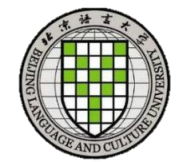 北京语言大学
BEIJING LANGUAGE AND CULTURE UNIVERSITY